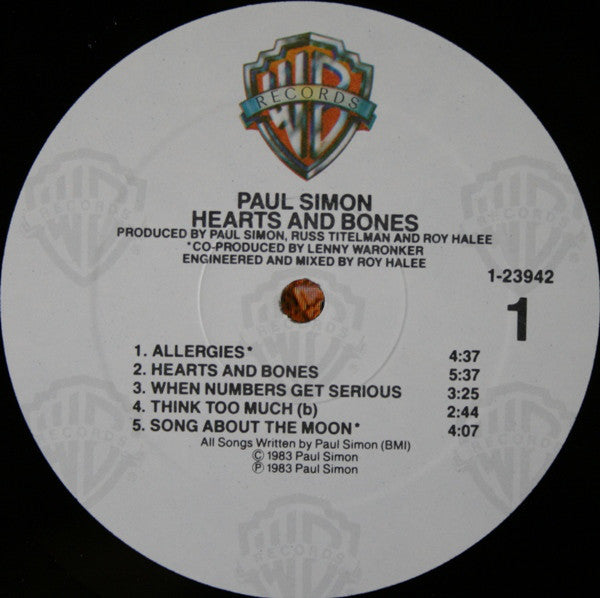 WB
RECORDS
PAUL SIMON
HEARTS AND BONES
PRODUCED BY PAUL SIMON, RUSS TITELMAN AND ROY HALEE
*CO-PRODUCED BY LENNY WARONKER
ENGINEERED AND MIXED BY ROY HALEE
1-23942
1
1. ALLERGIES* 4:37
2. HEARTS AND BONES 5:37
3. WHEN NUMBERS GET SERIOUS 3:25
4. THINK TOO MUCH (b) 2:44
5. SONG ABOUT THE MOON* 4:07
All Songs Written by Paul Simon (BMI)
© 1983 Paul Simon
℗ 1983 Paul Simon